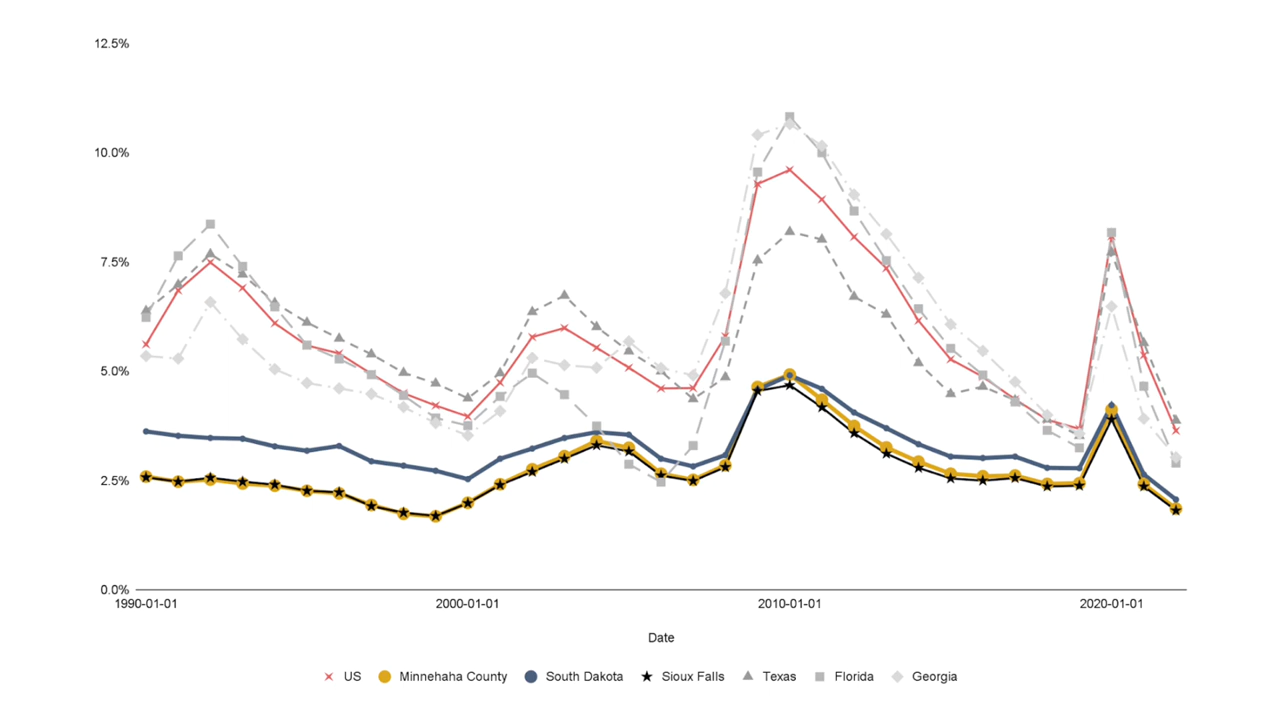 12.5%
10.0%
7.5%
5.0%
2.5%
0.0%
1990-01-01 2000-01-01 2010-01-01 2020-01-01
Date
US Minnehaha County South Dakota Sioux Falls Texas Florida Georgia